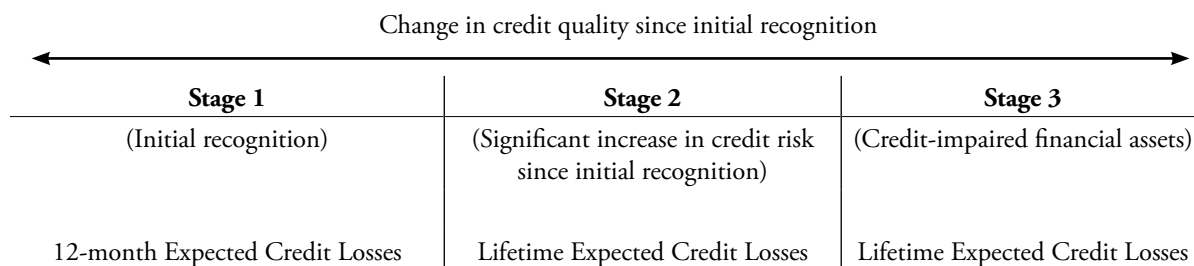 Change in credit quality since initial recognition
Stage 1 Stage 2 Stage 3
(Initial recognition) (Significant increase in credit risk (Credit-impaired financial assets)
since initial recognition)
12-month Expected Credit Losses Lifetime Expected Credit Losses Lifetime Expected Credit Losses